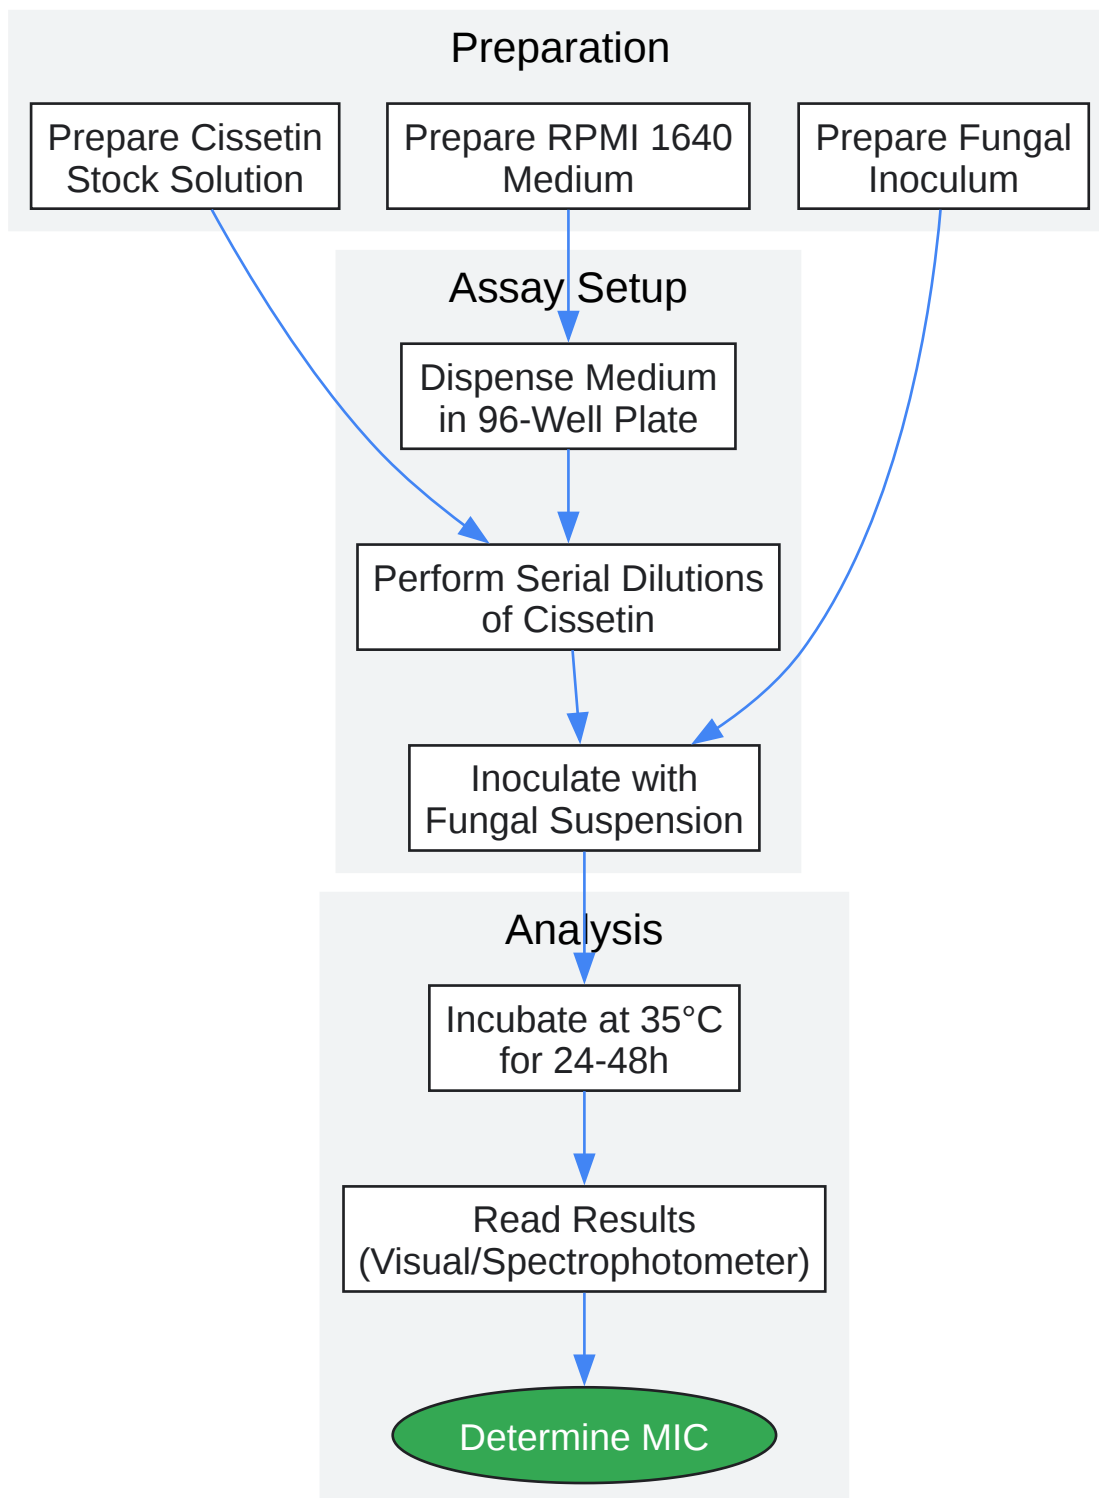 Preparation
Prepare Cissetin
Stock Solution
Prepare RPMI 1640
Medium
Prepare Fungal
Inoculum
Assay Setup
Dispense Medium
in 96-Well Plate
Perform Serial Dilutions
of Cissetin
Inoculate with
Fungal Suspension
Analysis
Incubate at 35°C
for 24-48h
Read Results
(Visual/Spectrophotometer)
Determine MIC